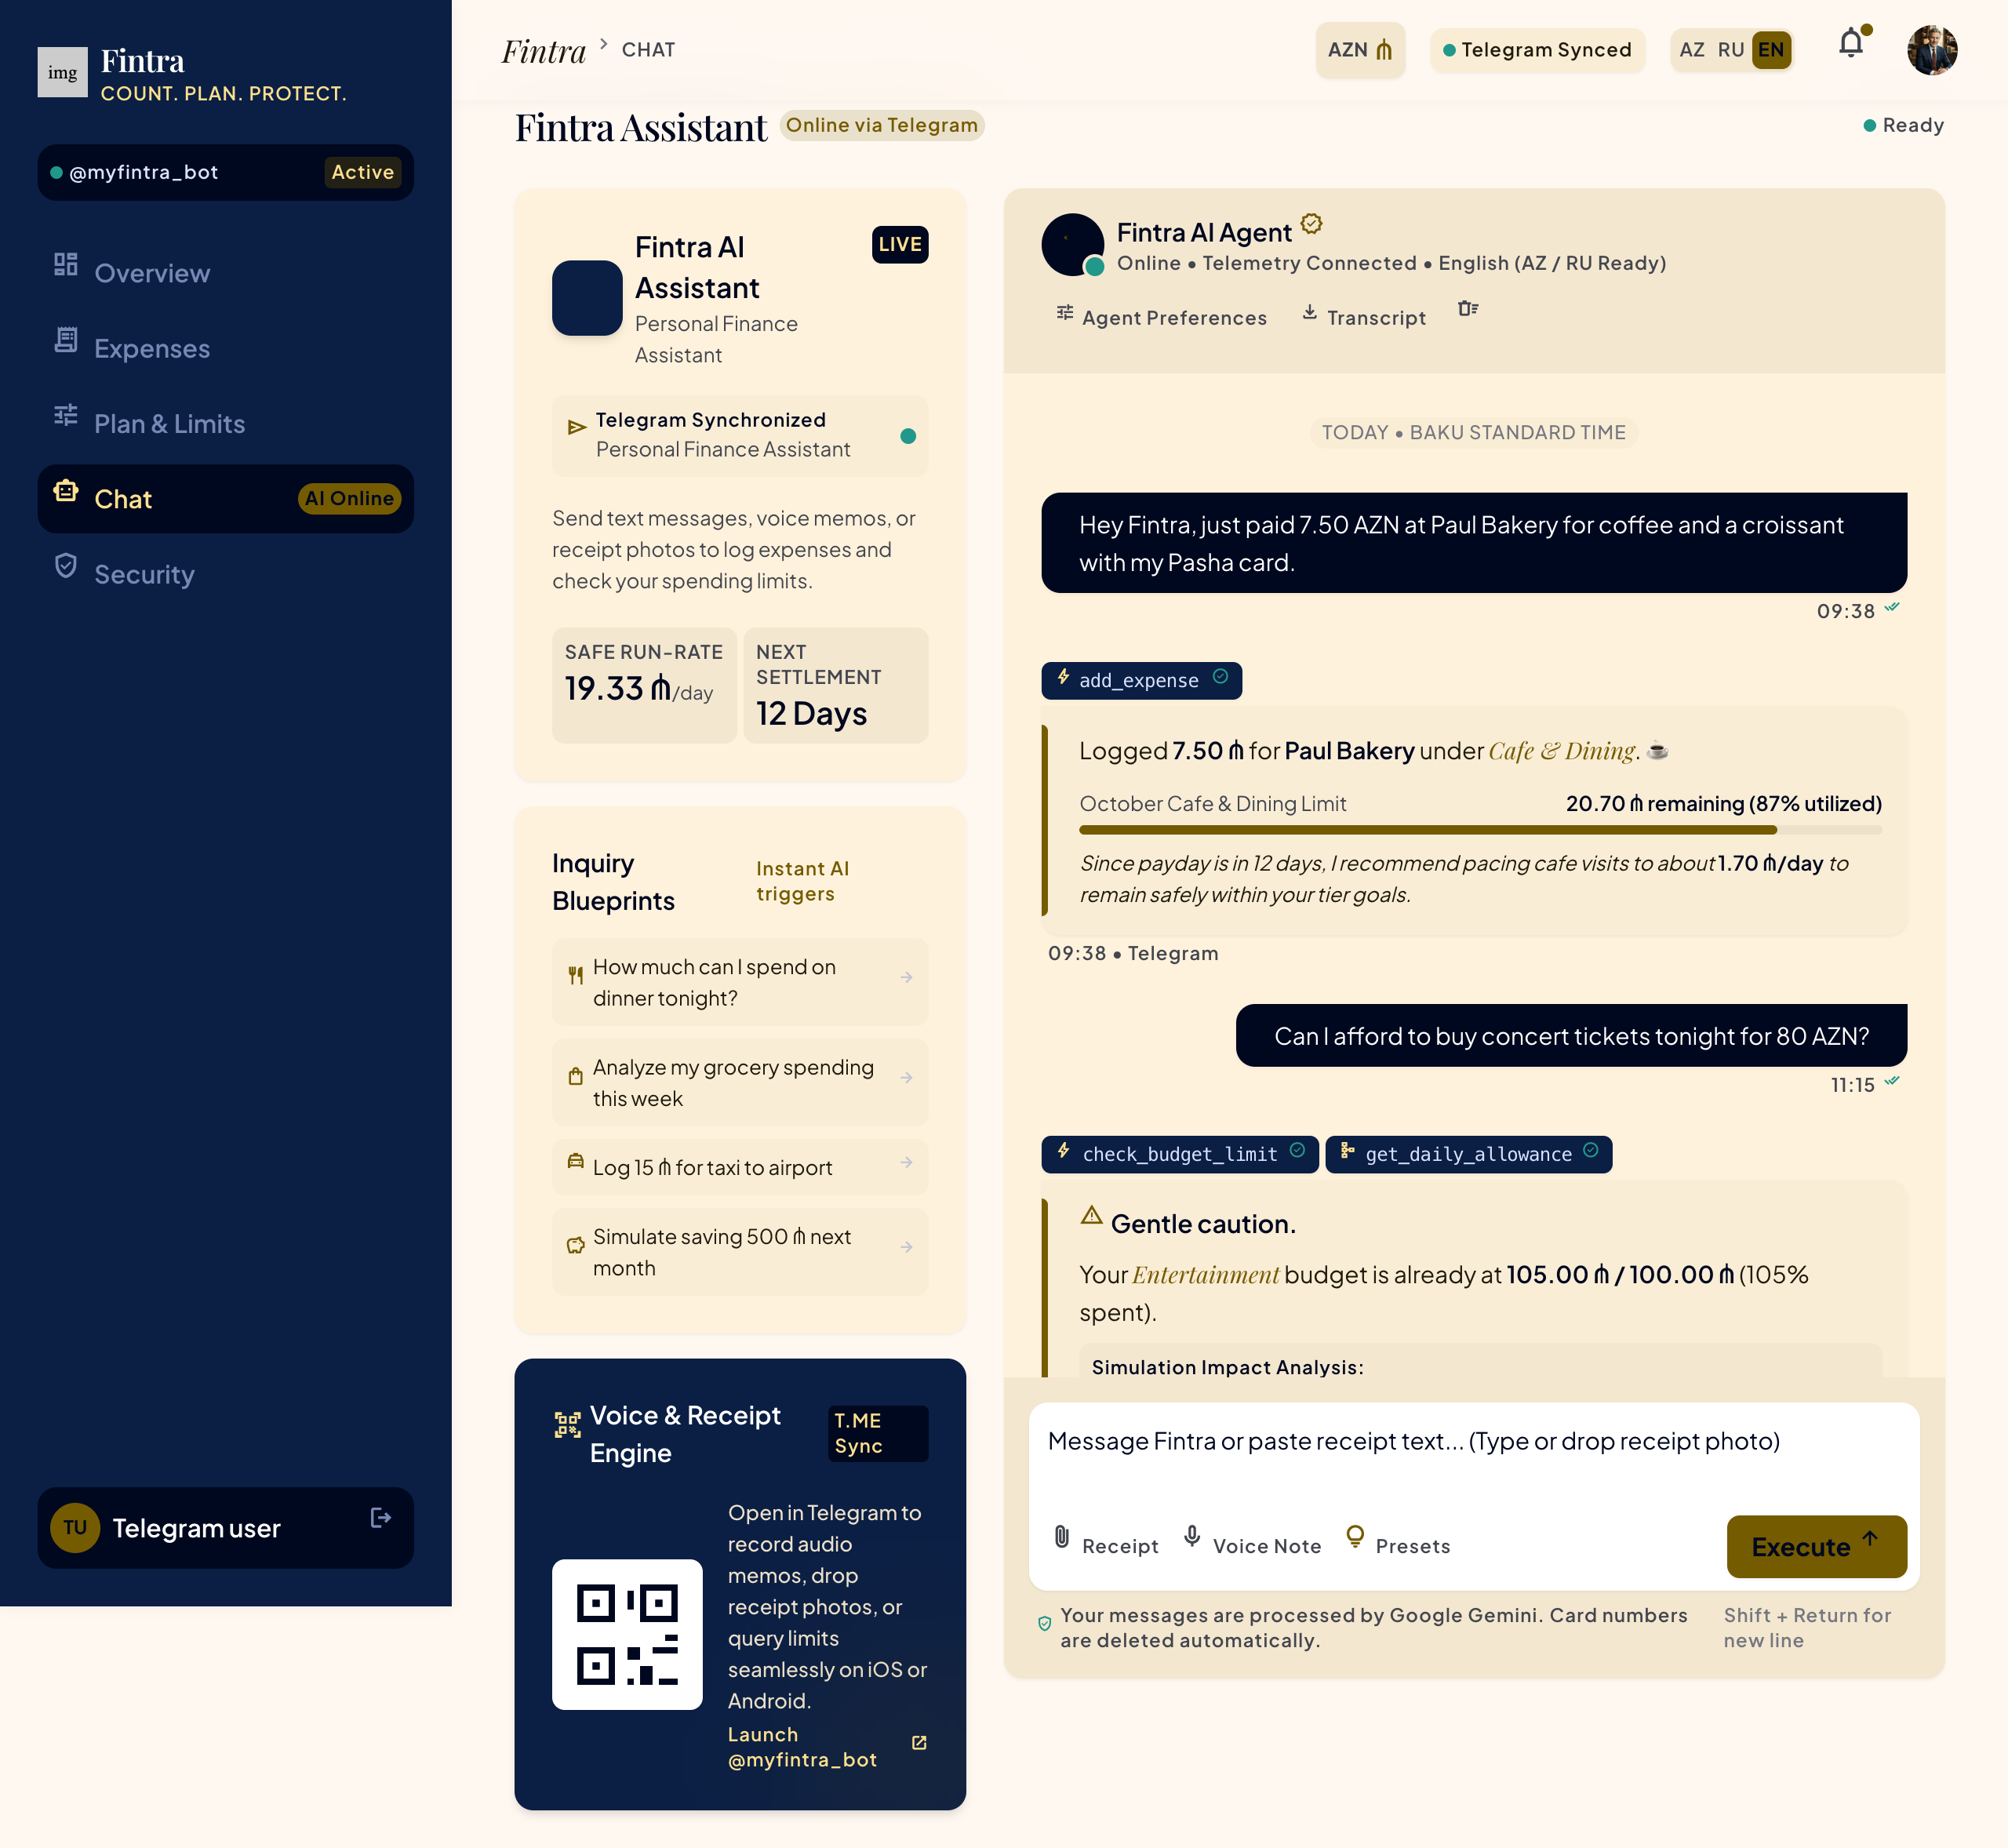 img
Fintra
COUNT. PLAN. PROTECT.
@myfintra_bot
Active
Overview
Expenses
Plan & Limits
Chat
AI Online
Security
TU
Telegram user
Fintra
CHAT
AZN ₼
Telegram Synced
AZ RU EN
Fintra Assistant
Online via Telegram
Ready
Fintra AI
Assistant
LIVE
Personal Finance
Assistant
Telegram Synchronized
Personal Finance Assistant
Send text messages, voice memos, or
receipt photos to log expenses and
check your spending limits.
SAFE RUN-RATE
19.33 ₼/day
NEXT
SETTLEMENT
12 Days
Inquiry
Blueprints
Instant AI
triggers
How much can I spend on
dinner tonight?
Analyze my grocery spending
this week
Log 15 ₼ for taxi to airport
Simulate saving 500 ₼ next
month
Voice & Receipt
Engine
T.ME
Sync
Open in Telegram to
record audio
memos, drop
receipt photos, or
query limits
seamlessly on iOS or
Android.
Launch
@myfintra_bot
Fintra AI Agent
Online • Telemetry Connected • English (AZ / RU Ready)
Agent Preferences
Transcript
TODAY • BAKU STANDARD TIME
Hey Fintra, just paid 7.50 AZN at Paul Bakery for coffee and a croissant
with my Pasha card.
09:38
add_expense
Logged 7.50 ₼ for Paul Bakery under Cafe & Dining. ☕
October Cafe & Dining Limit
20.70 ₼ remaining (87% utilized)
Since payday is in 12 days, I recommend pacing cafe visits to about 1.70 ₼/day to
remain safely within your tier goals.
09:38 • Telegram
Can I afford to buy concert tickets tonight for 80 AZN?
11:15
check_budget_limit
get_daily_allowance
Gentle caution.
Your Entertainment budget is already at 105.00 ₼ / 100.00 ₼ (105%
spent).
Simulation Impact Analysis:
Message Fintra or paste receipt text... (Type or drop receipt photo)
Receipt
Voice Note
Presets
Execute
Your messages are processed by Google Gemini. Card numbers
are deleted automatically.
Shift + Return for
new line